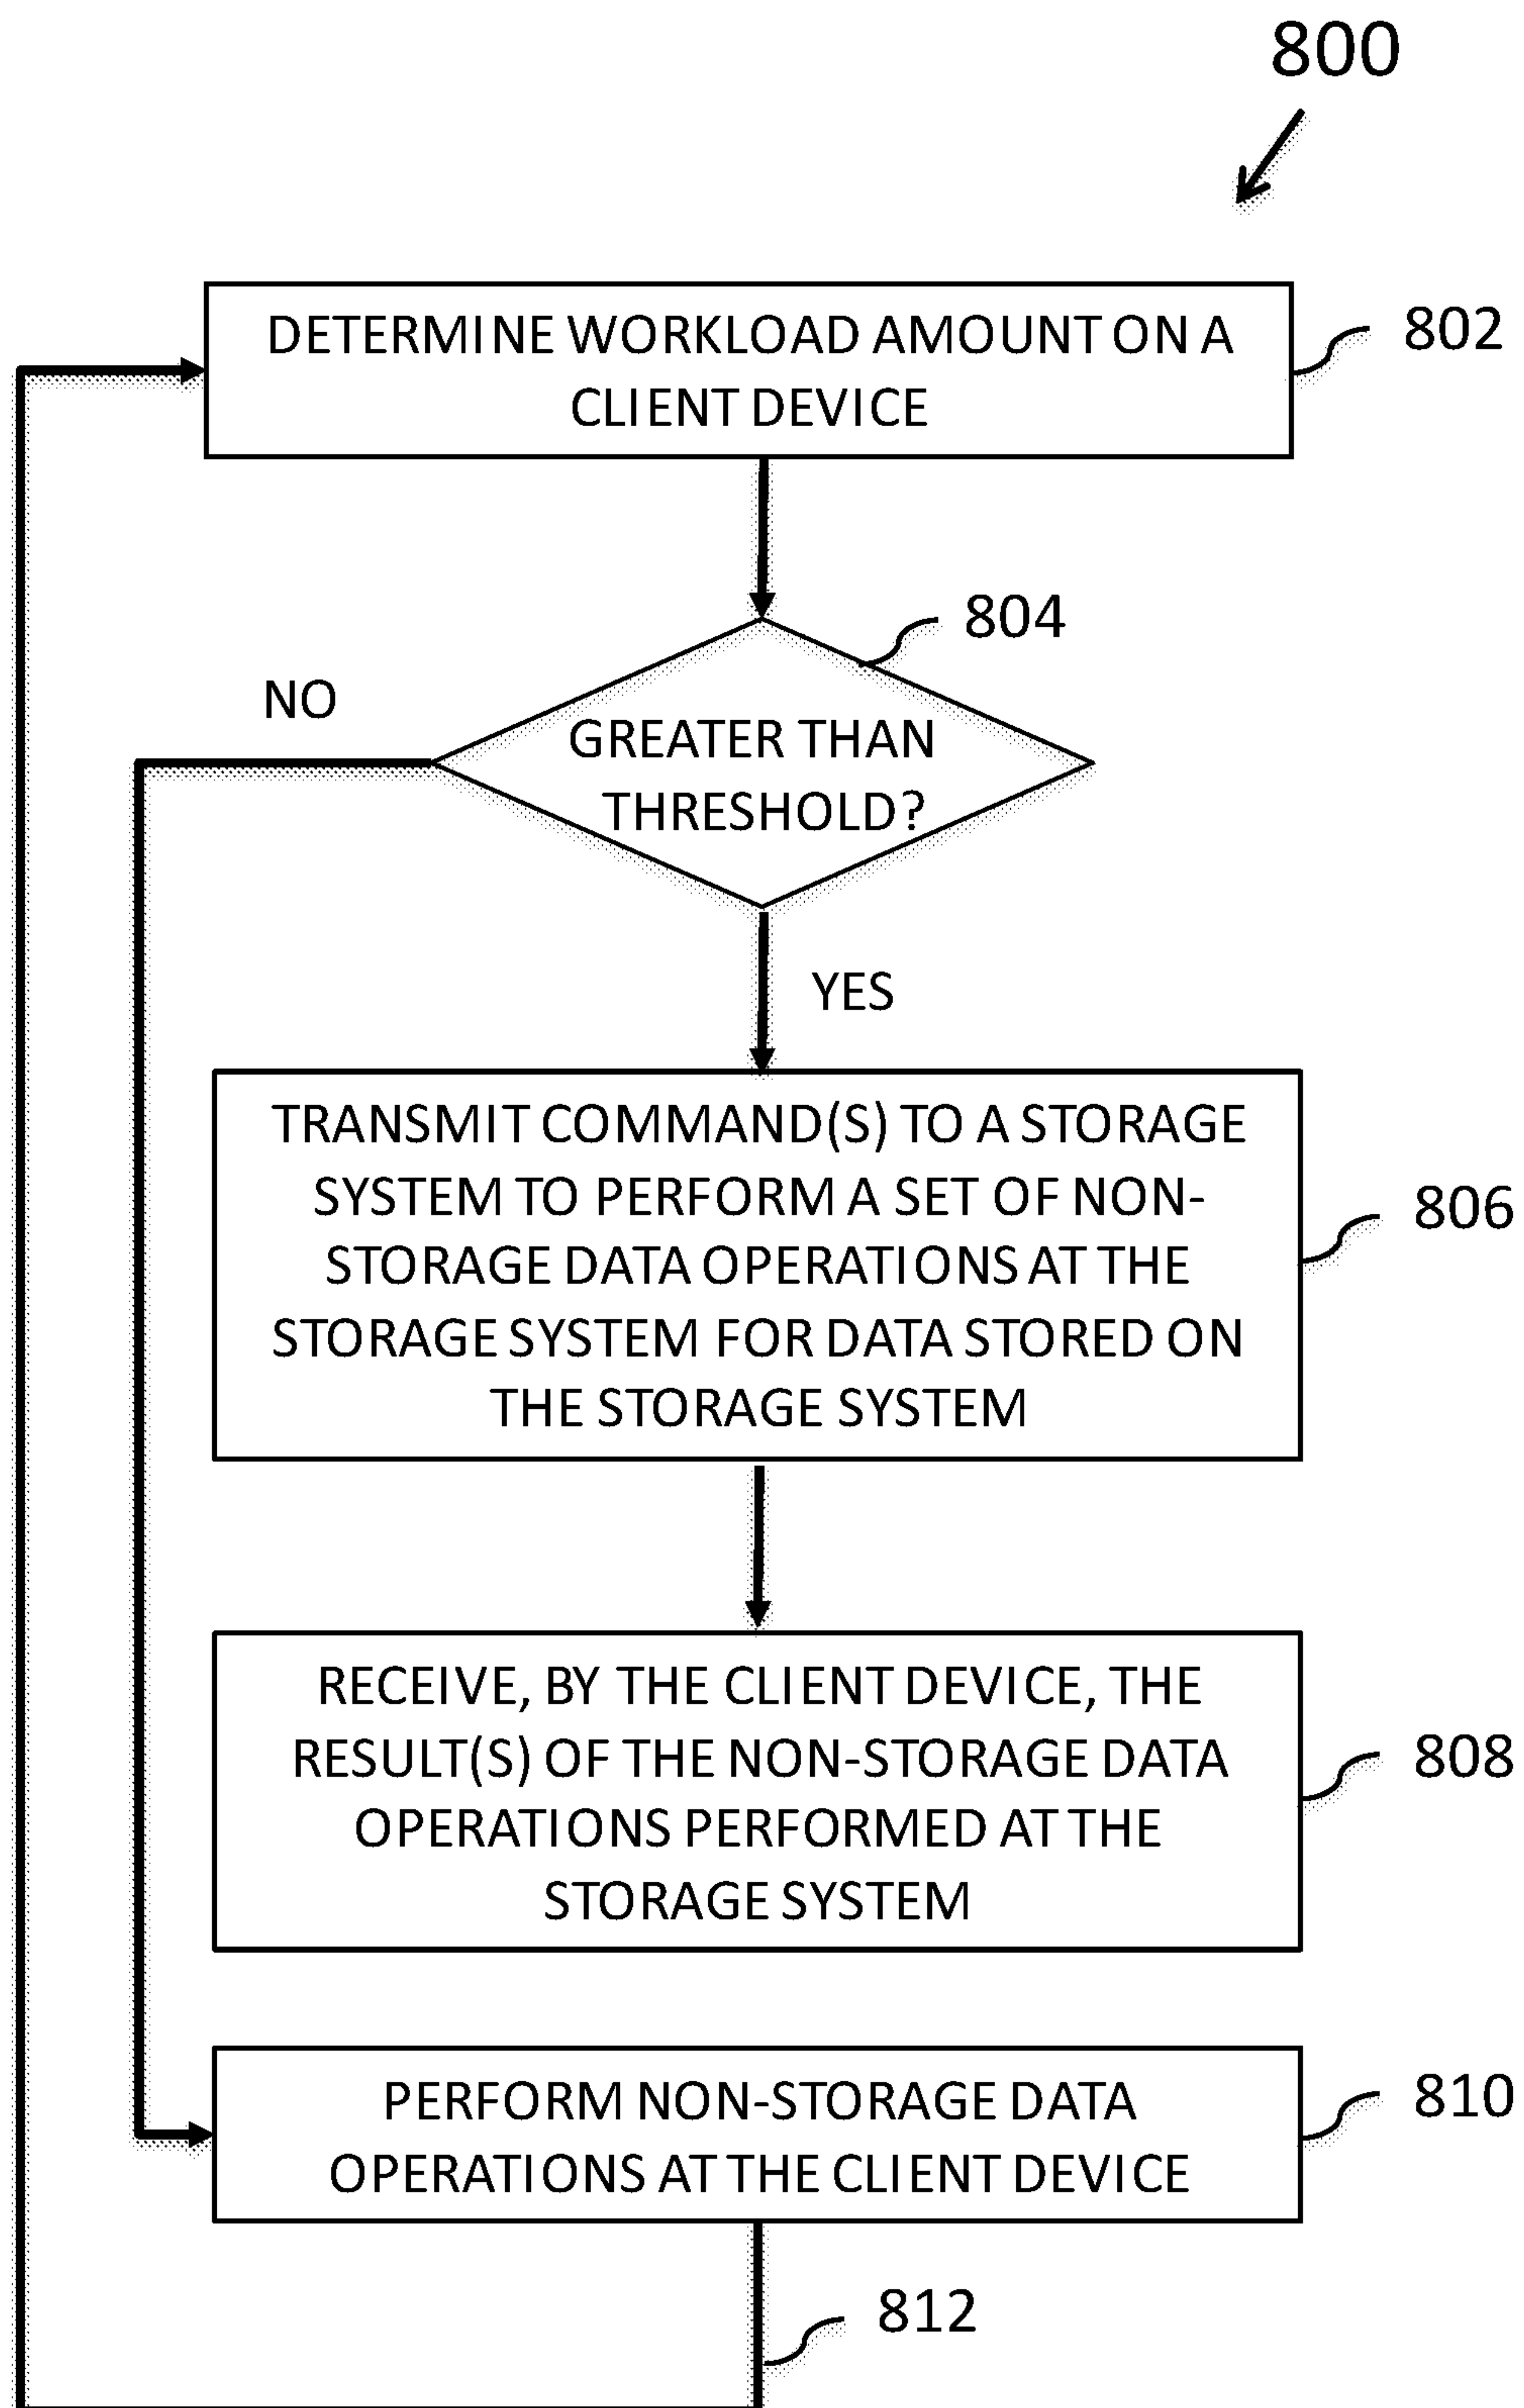 800
DETERMINE WORKLOAD AMOUNT ON A
CLIENT DEVICE
802
804
NO
GREATER THAN
THRESHOLD?
YES
TRANSMIT COMMAND(S) TO A STORAGE
SYSTEM TO PERFORM A SET OF NON-
STORAGE DATA OPERATIONS AT THE
STORAGE SYSTEM FOR DATA STORED ON
THE STORAGE SYSTEM
806
RECEIVE, BY THE CLIENT DEVICE, THE
RESULT(S) OF THE NON-STORAGE DATA
OPERATIONS PERFORMED AT THE
STORAGE SYSTEM
808
PERFORM NON-STORAGE DATA
OPERATIONS AT THE CLIENT DEVICE
810
812